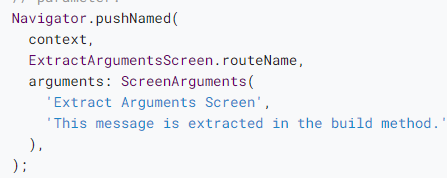 // parameter.
Navigator.pushNamed(
  context,
  ExtractArgumentsScreen.routeName,
  arguments: ScreenArguments(
    'Extract Arguments Screen',
    'This message is extracted in the build method.'
  ),
);